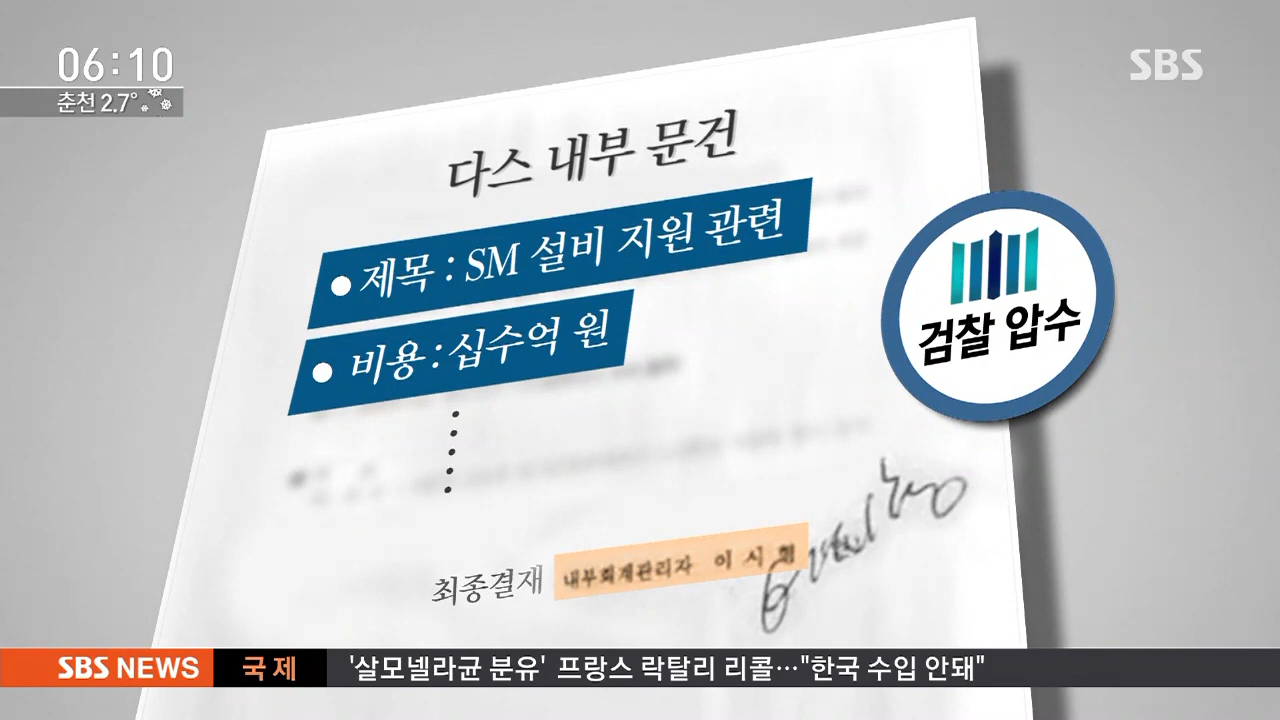 06:10
SBS
춘천 2.7°
다스 내부 문건
● 제목 : SM 설비 지원 관련
● 비용 : 십수억 원
검찰 압수
최종결재 내부회계관리자 이 시 형
SBS NEWS 국 제 '살모넬라균 분유' 프랑스 락탈리 리콜…"한국 수입 안돼"